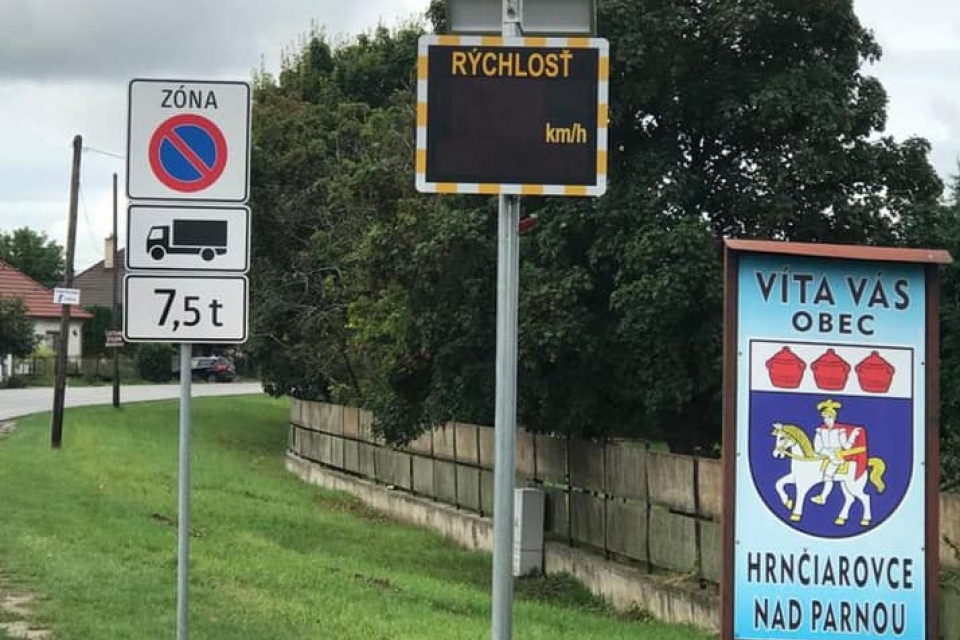 ZÓNA
7,5 t
RÝCHLOSŤ
km/h
VÍTA VÁS
OBEC
HRNČIAROVCE
NAD PARNOU